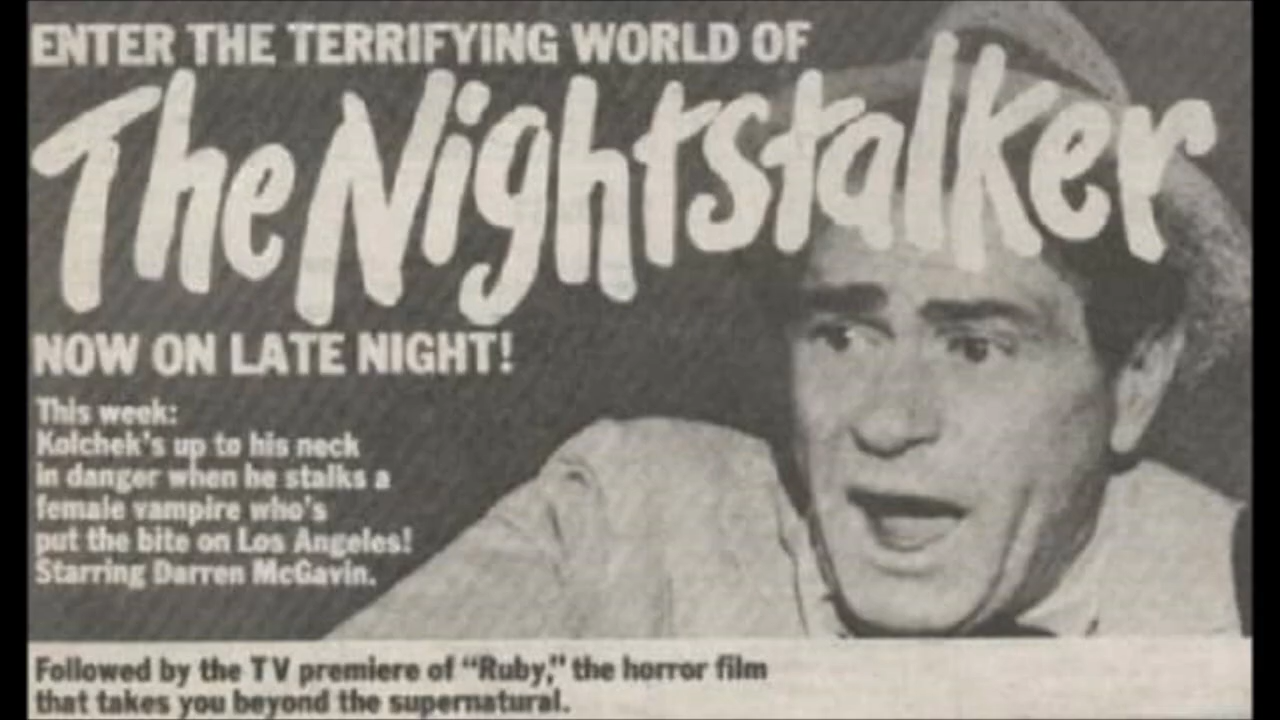 ENTER THE TERRIFYING WORLD OF
The Nightstalker
NOW ON LATE NIGHT!
This week:
Kolchek's up to his neck
in danger when he stalks a
female vampire who's
put the bite on Los Angeles!
Starring Darren McGavin.
Followed by the TV premiere of "Ruby," the horror film
that takes you beyond the supernatural.